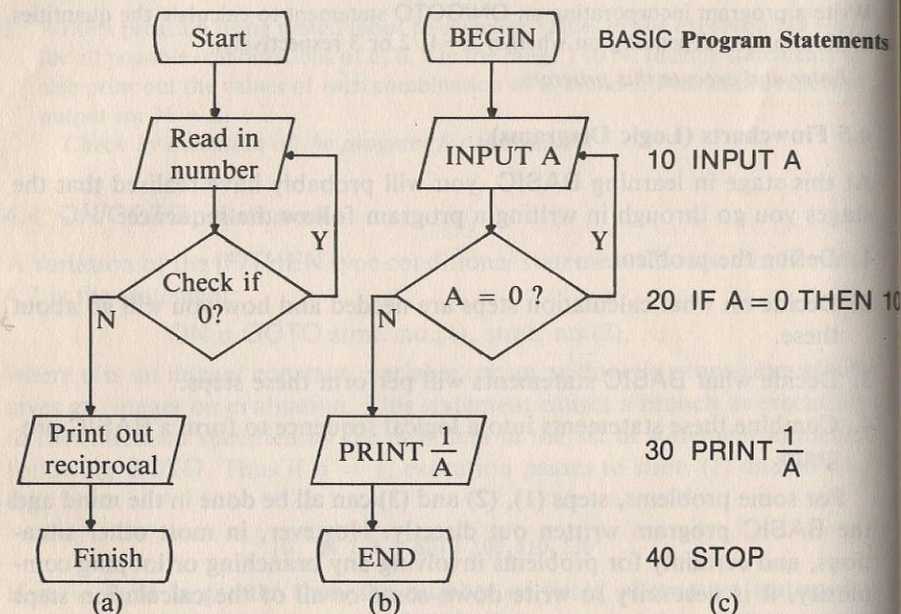 Start
Read in
number
Check if
0?
Y
N
Print out
reciprocal
Finish
(a)
BEGIN
INPUT A
A = 0 ?
Y
N
PRINT 1/A
END
(b)
BASIC Program Statements
10 INPUT A
20 IF A = 0 THEN 10
30 PRINT 1/A
40 STOP
(c)